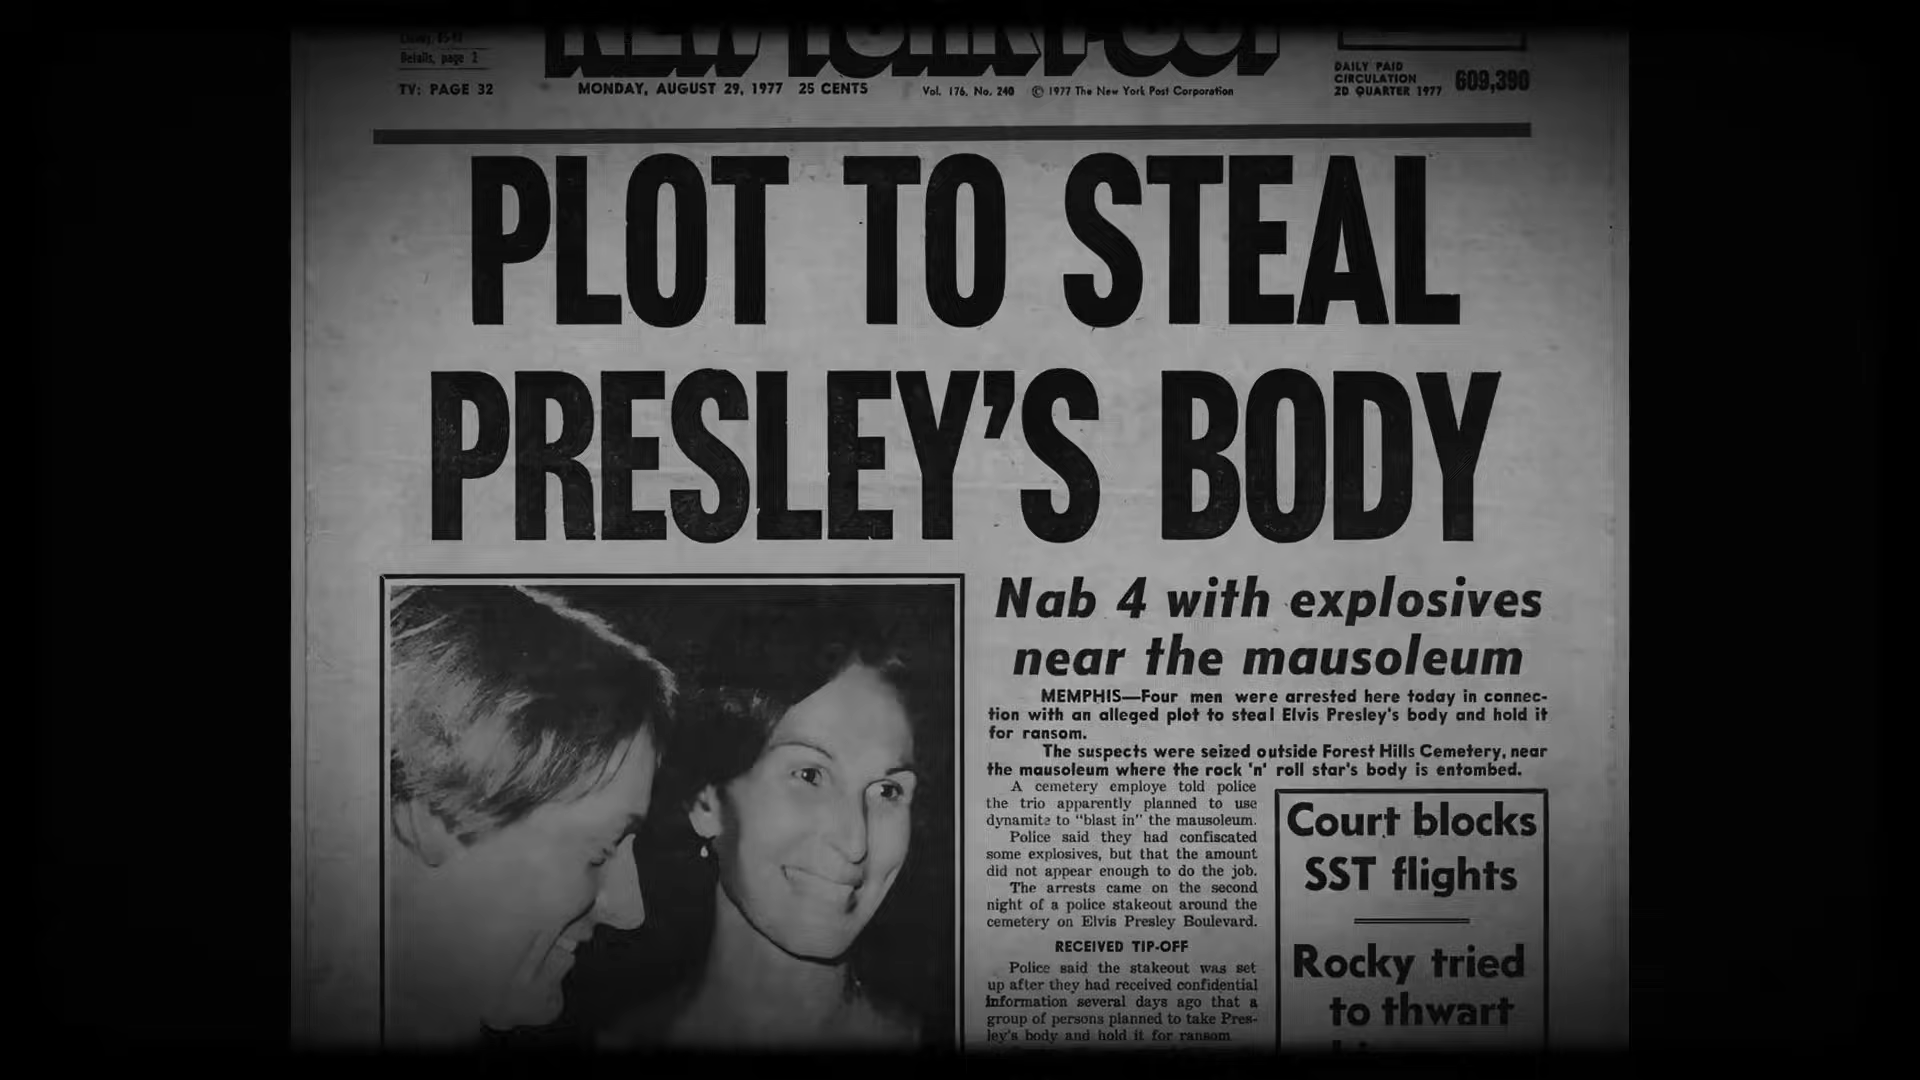 Details, page 2
TV: PAGE 32
NEW YORK POST
MONDAY, AUGUST 29, 1977 25 CENTS
Vol. 176, No. 240 © 1977 The New York Post Corporation
DAILY PAID
CIRCULATION
2D QUARTER 1977
609,390
PLOT TO STEAL
PRESLEY'S BODY
Nab 4 with explosives
near the mausoleum
MEMPHIS—Four men were arrested here today in connec-
tion with an alleged plot to steal Elvis Presley's body and hold it
for ransom.
The suspects were seized outside Forest Hills Cemetery, near
the mausoleum where the rock 'n' roll star's body is entombed.
A cemetery employe told police
the trio apparently planned to use
dynamite to "blast in" the mausoleum.
Police said they had confiscated
some explosives, but that the amount
did not appear enough to do the job.
The arrests came on the second
night of a police stakeout around the
cemetery on Elvis Presley Boulevard.
RECEIVED TIP-OFF
Police said the stakeout was set
up after they had received confidential
information several days ago that a
group of persons planned to take Pres-
ley's body and hold it for ransom
Court blocks
SST flights
Rocky tried
to thwart